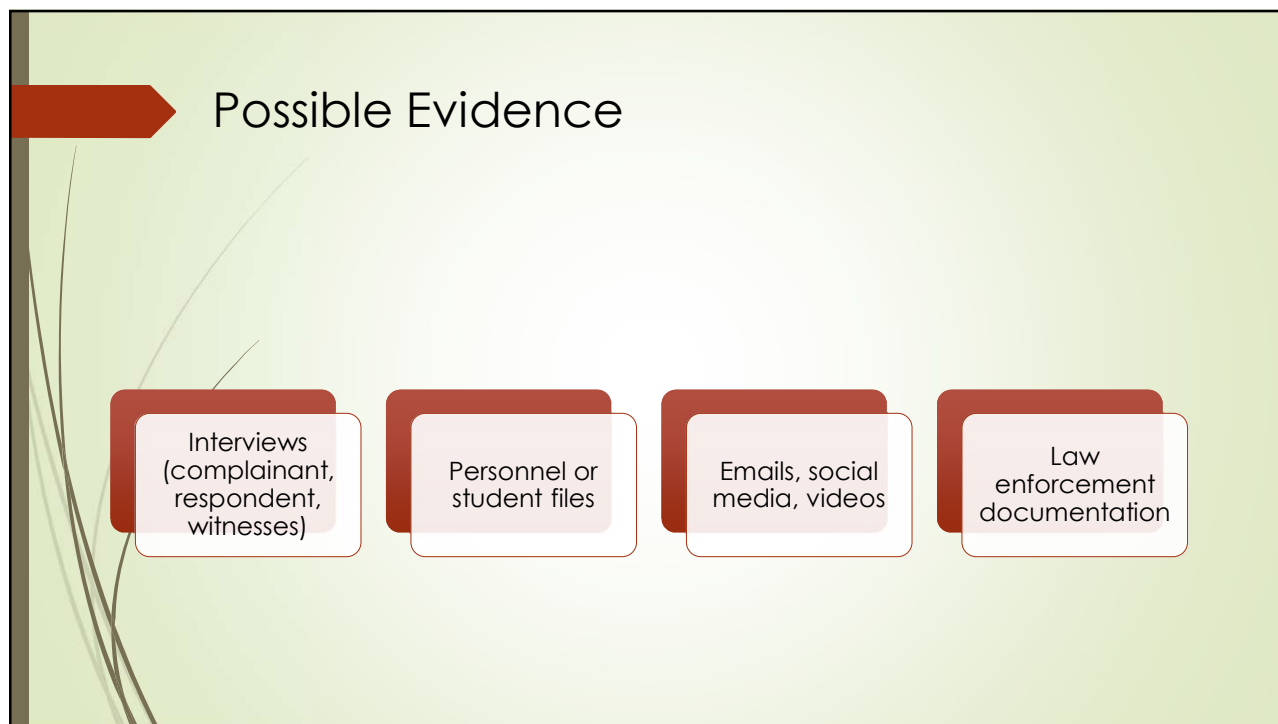 Possible Evidence
Interviews
(complainant,
respondent,
witnesses)
Personnel or
student files
Emails, social
media, videos
Law
enforcement
documentation